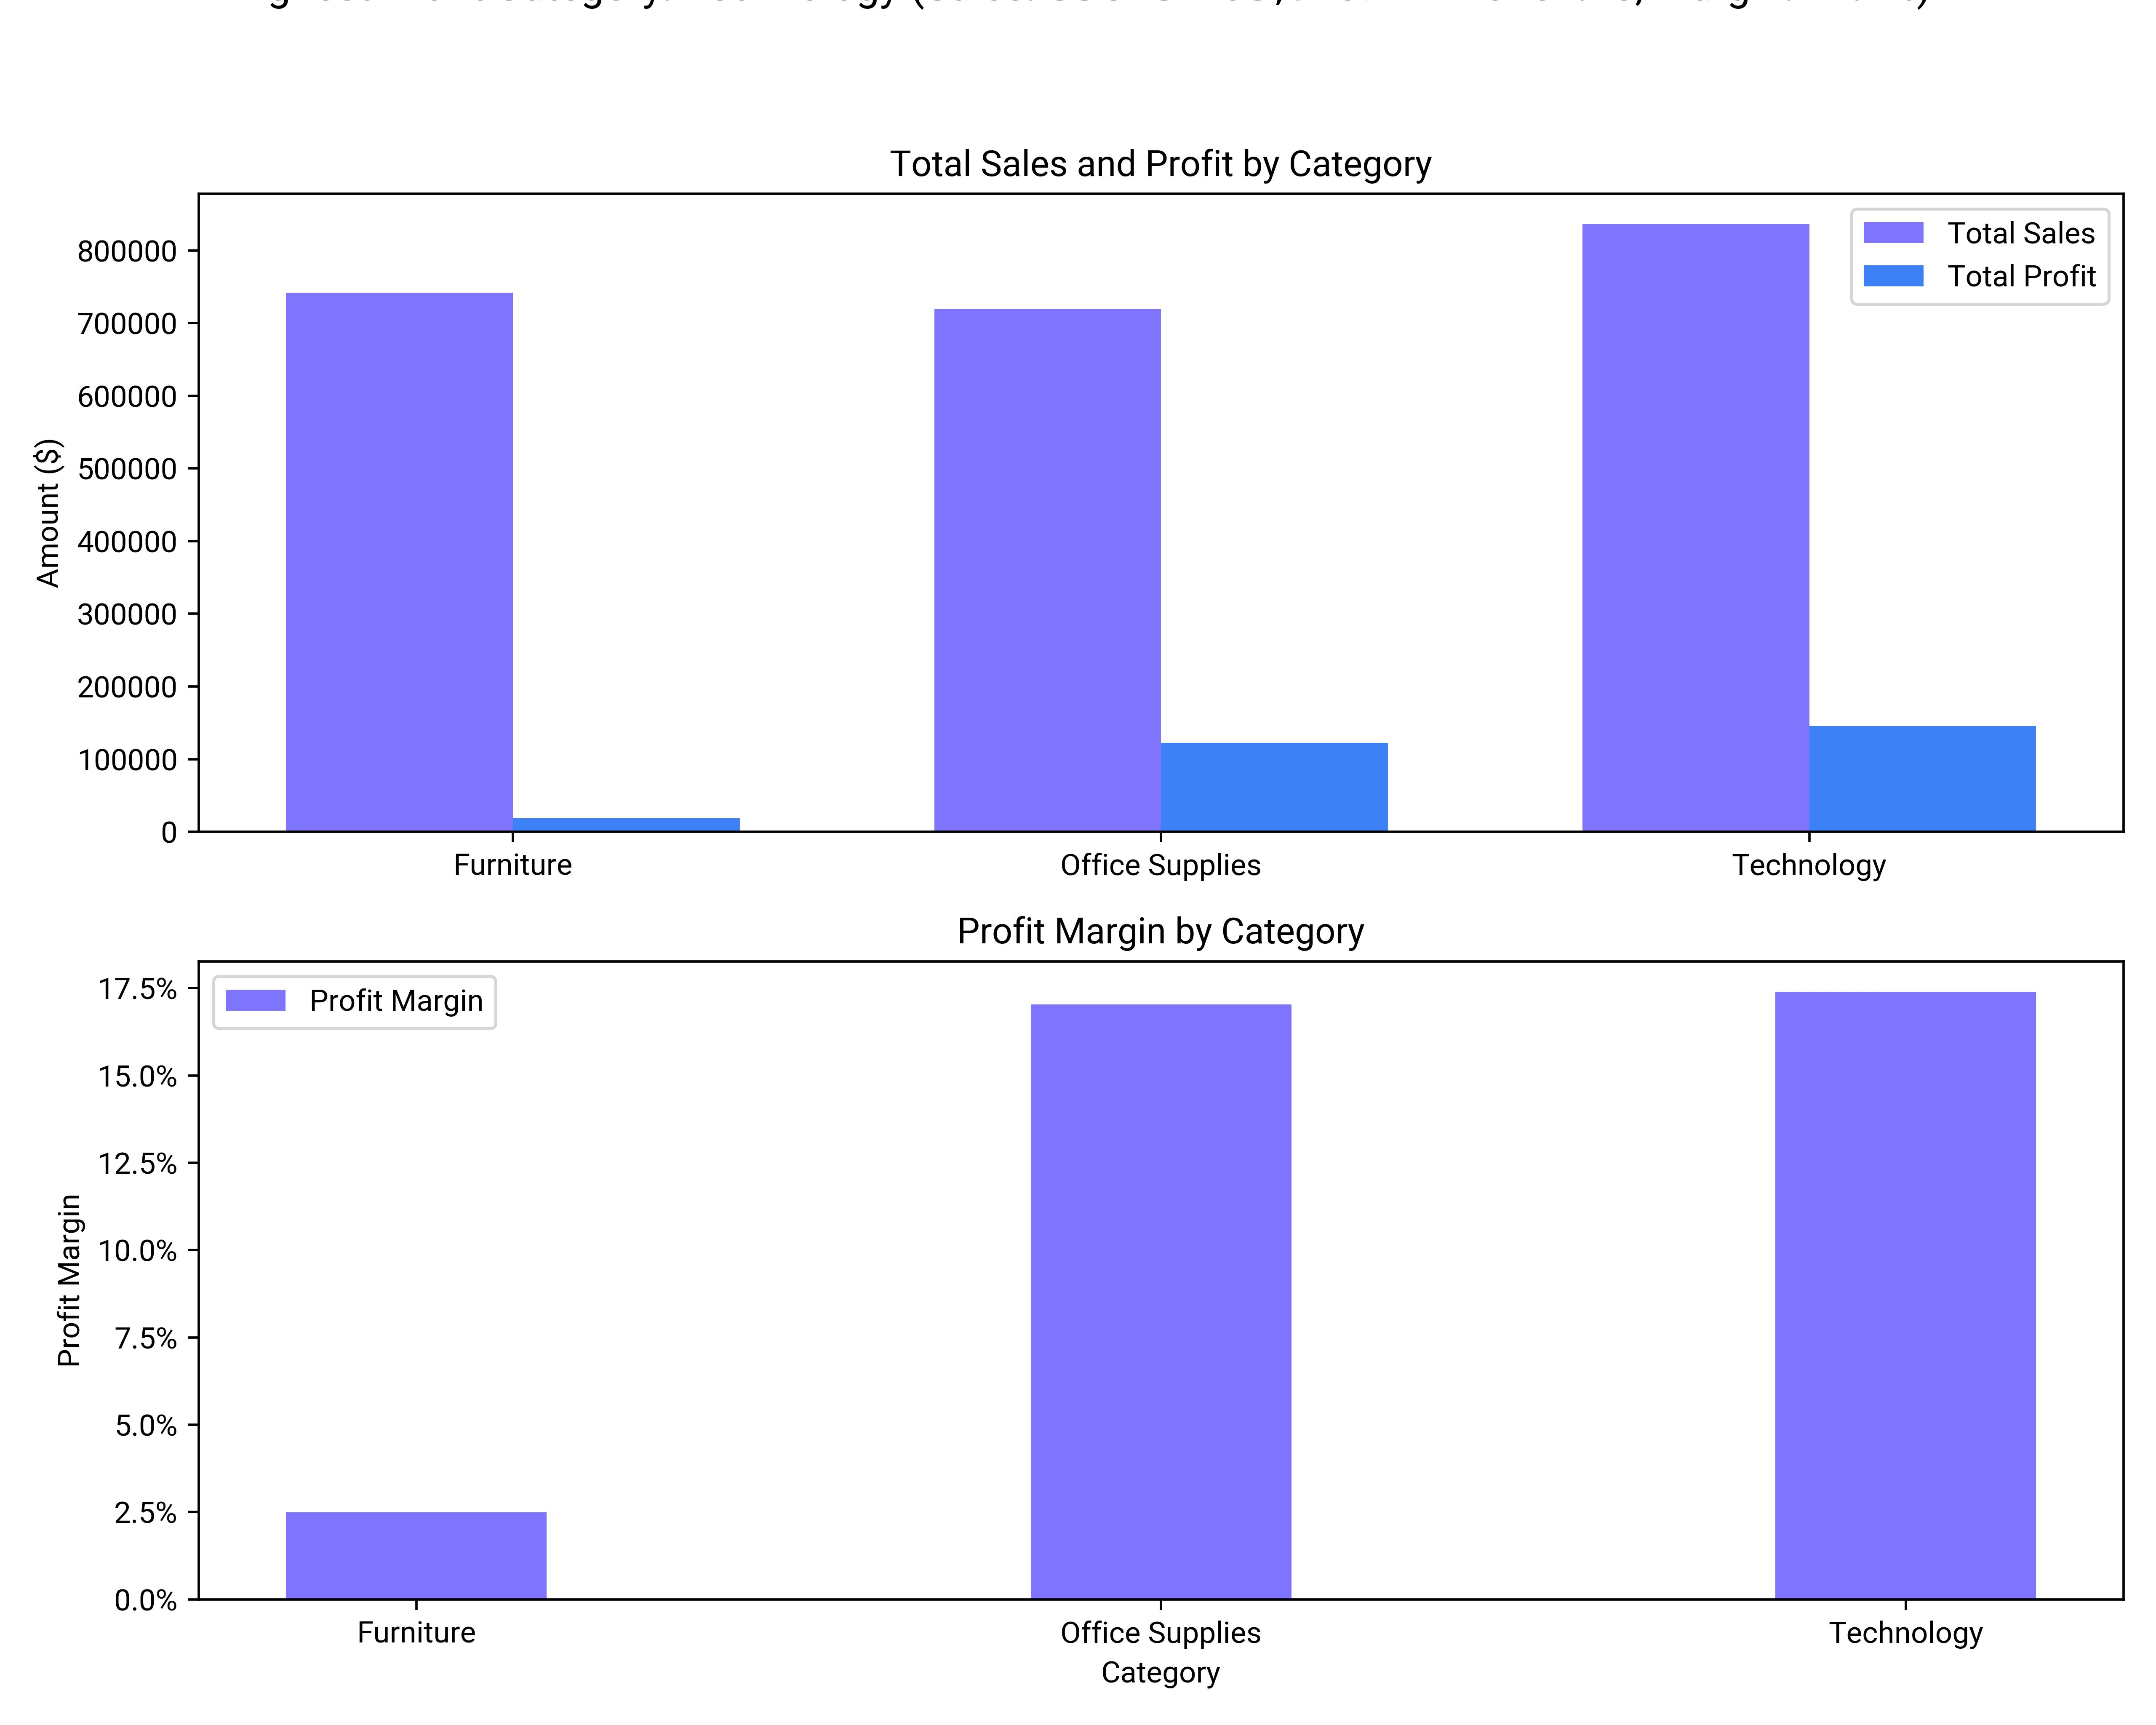 Total Sales and Profit by Category
Total Sales
Total Profit
Amount ($)
800000
700000
600000
500000
400000
300000
200000
100000
0
Furniture
Office Supplies
Technology
Profit Margin by Category
Profit Margin
Profit Margin
17.5%
15.0%
12.5%
10.0%
7.5%
5.0%
2.5%
0.0%
Furniture
Office Supplies
Technology
Category